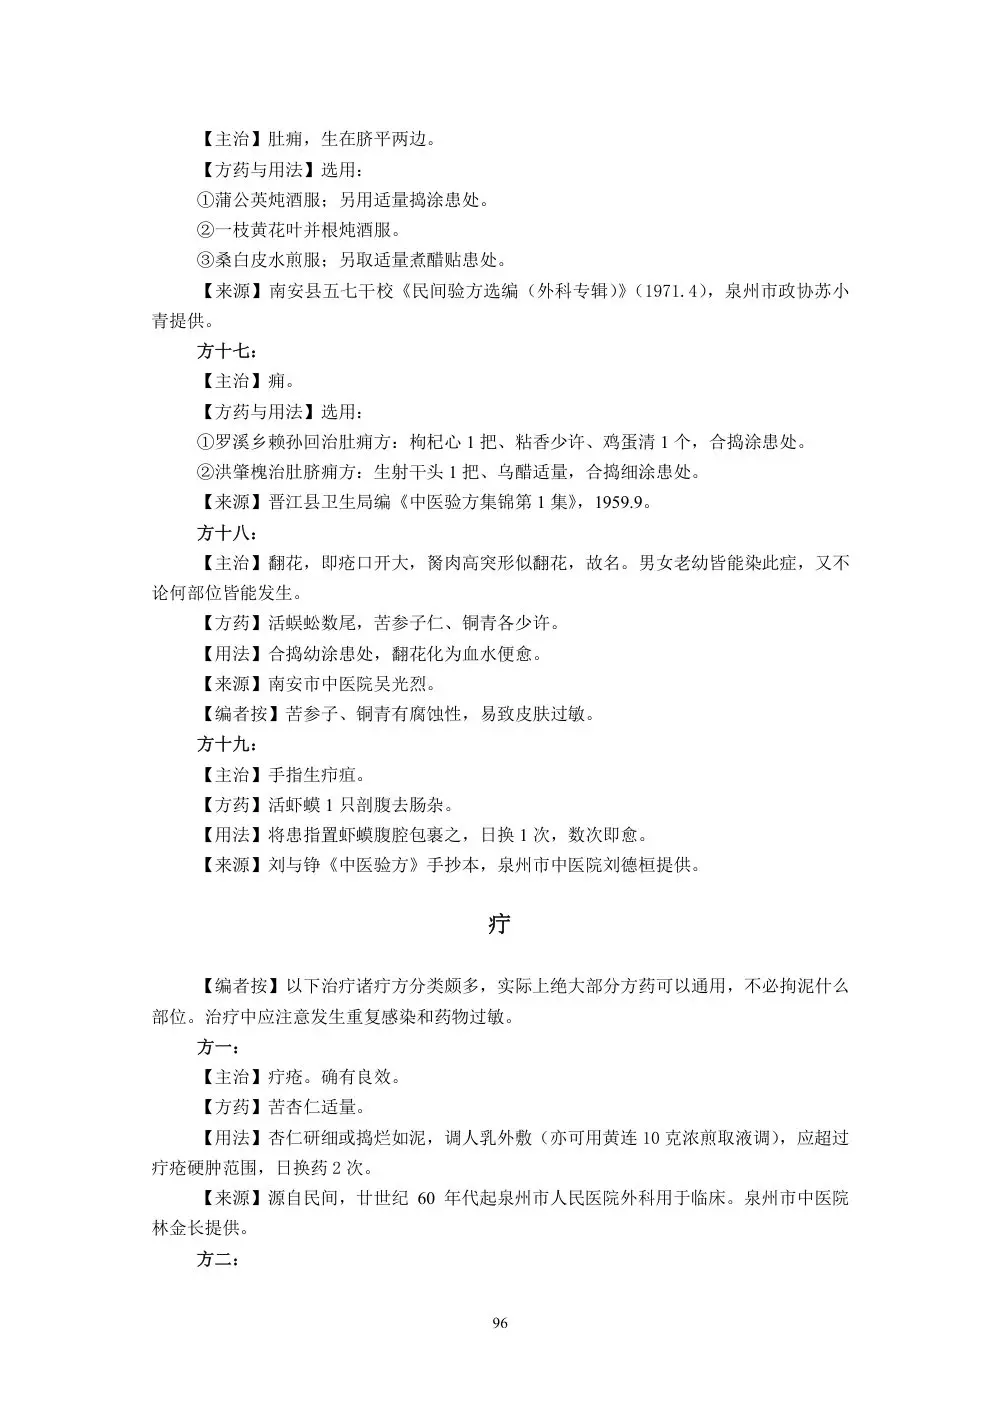 【主治】肚痈，生在脐平两边。
【方药与用法】选用：
①蒲公英炖酒服；另用适量捣涂患处。
②一枝黄花叶并根炖酒服。
③桑白皮水煎服；另取适量煮醋贴患处。
【来源】南安县五七干校《民间验方选编（外科专辑）》（1971.4），泉州市政协苏小
青提供。
方十七：
【主治】痈。
【方药与用法】选用：
①罗溪乡赖孙回治肚痈方：枸杞心 1 把、粘香少许、鸡蛋清 1 个，合捣涂患处。
②洪肇槐治肚脐痈方：生射干头 1 把、乌醋适量，合捣细涂患处。
【来源】晋江县卫生局编《中医验方集锦第 1 集》，1959.9。
方十八：
【主治】翻花，即疮口开大，胬肉高突形似翻花，故名。男女老幼皆能染此症，又不
论何部位皆能发生。
【方药】活蜈蚣数尾，苦参子仁、铜青各少许。
【用法】合捣幼涂患处，翻花化为血水便愈。
【来源】南安市中医院吴光烈。
【编者按】苦参子、铜青有腐蚀性，易致皮肤过敏。
方十九：
【主治】手指生疖疽。
【方药】活虾蟆 1 只剖腹去肠杂。
【用法】将患指置虾蟆腹腔包裹之，日换 1 次，数次即愈。
【来源】刘与铮《中医验方》手抄本，泉州市中医院刘德桓提供。
疔
【编者按】以下治疗诸疔方分类颇多，实际上绝大部分方药可以通用，不必拘泥什么
部位。治疗中应注意发生重复感染和药物过敏。
方一：
【主治】疔疮。确有良效。
【方药】苦杏仁适量。
【用法】杏仁研细或捣烂如泥，调人乳外敷（亦可用黄连 10 克浓煎取液调），应超过
疔疮硬肿范围，日换药 2 次。
【来源】源自民间，廿世纪 60 年代起泉州市人民医院外科用于临床。泉州市中医院
林金长提供。
方二：
96